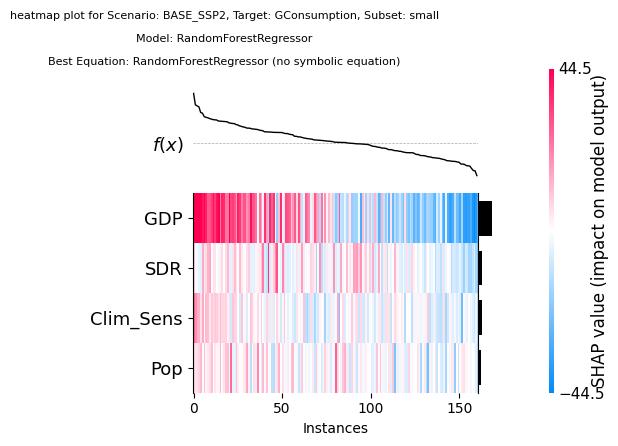 heatmap plot for Scenario: BASE_SSP2, Target: GConsumption, Subset: small
Model: RandomForestRegressor
Best Equation: RandomForestRegressor (no symbolic equation)
44.5
f(x)
GDP
SDR
Clim_Sens
Pop
SHAP value (impact on model output)
−44.5
0 50 100 150
Instances